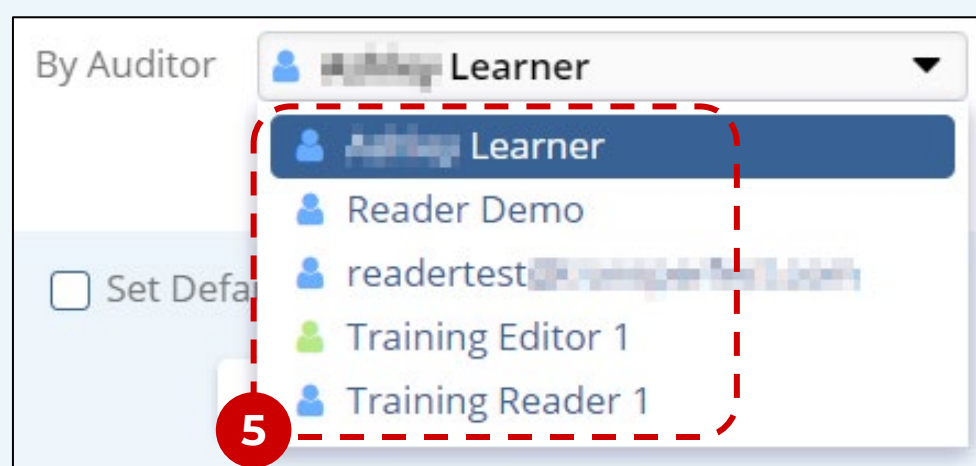 By Auditor
Learner
Learner
Reader Demo
readertest
Set Defa
Training Editor 1
Training Reader 1
5